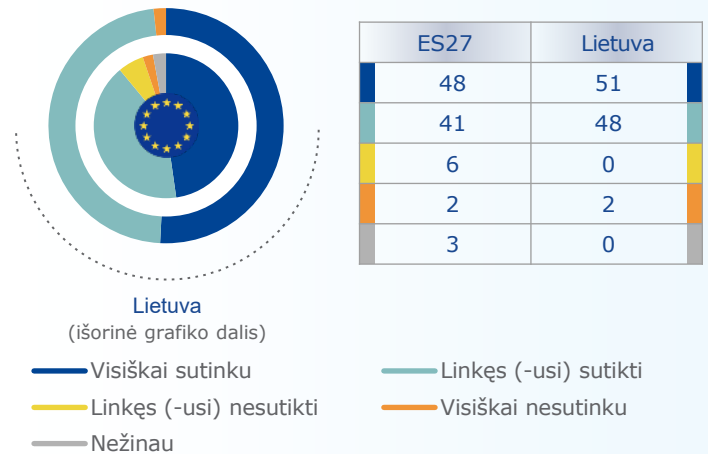 ES27 Lietuva
48 51
41 48
6 0
2 2
3 0
Lietuva
(išorinė grafiko dalis)
Visiškai sutinku Linkęs (-usi) sutikti
Linkęs (-usi) nesutikti Visiškai nesutinku
Nežinau